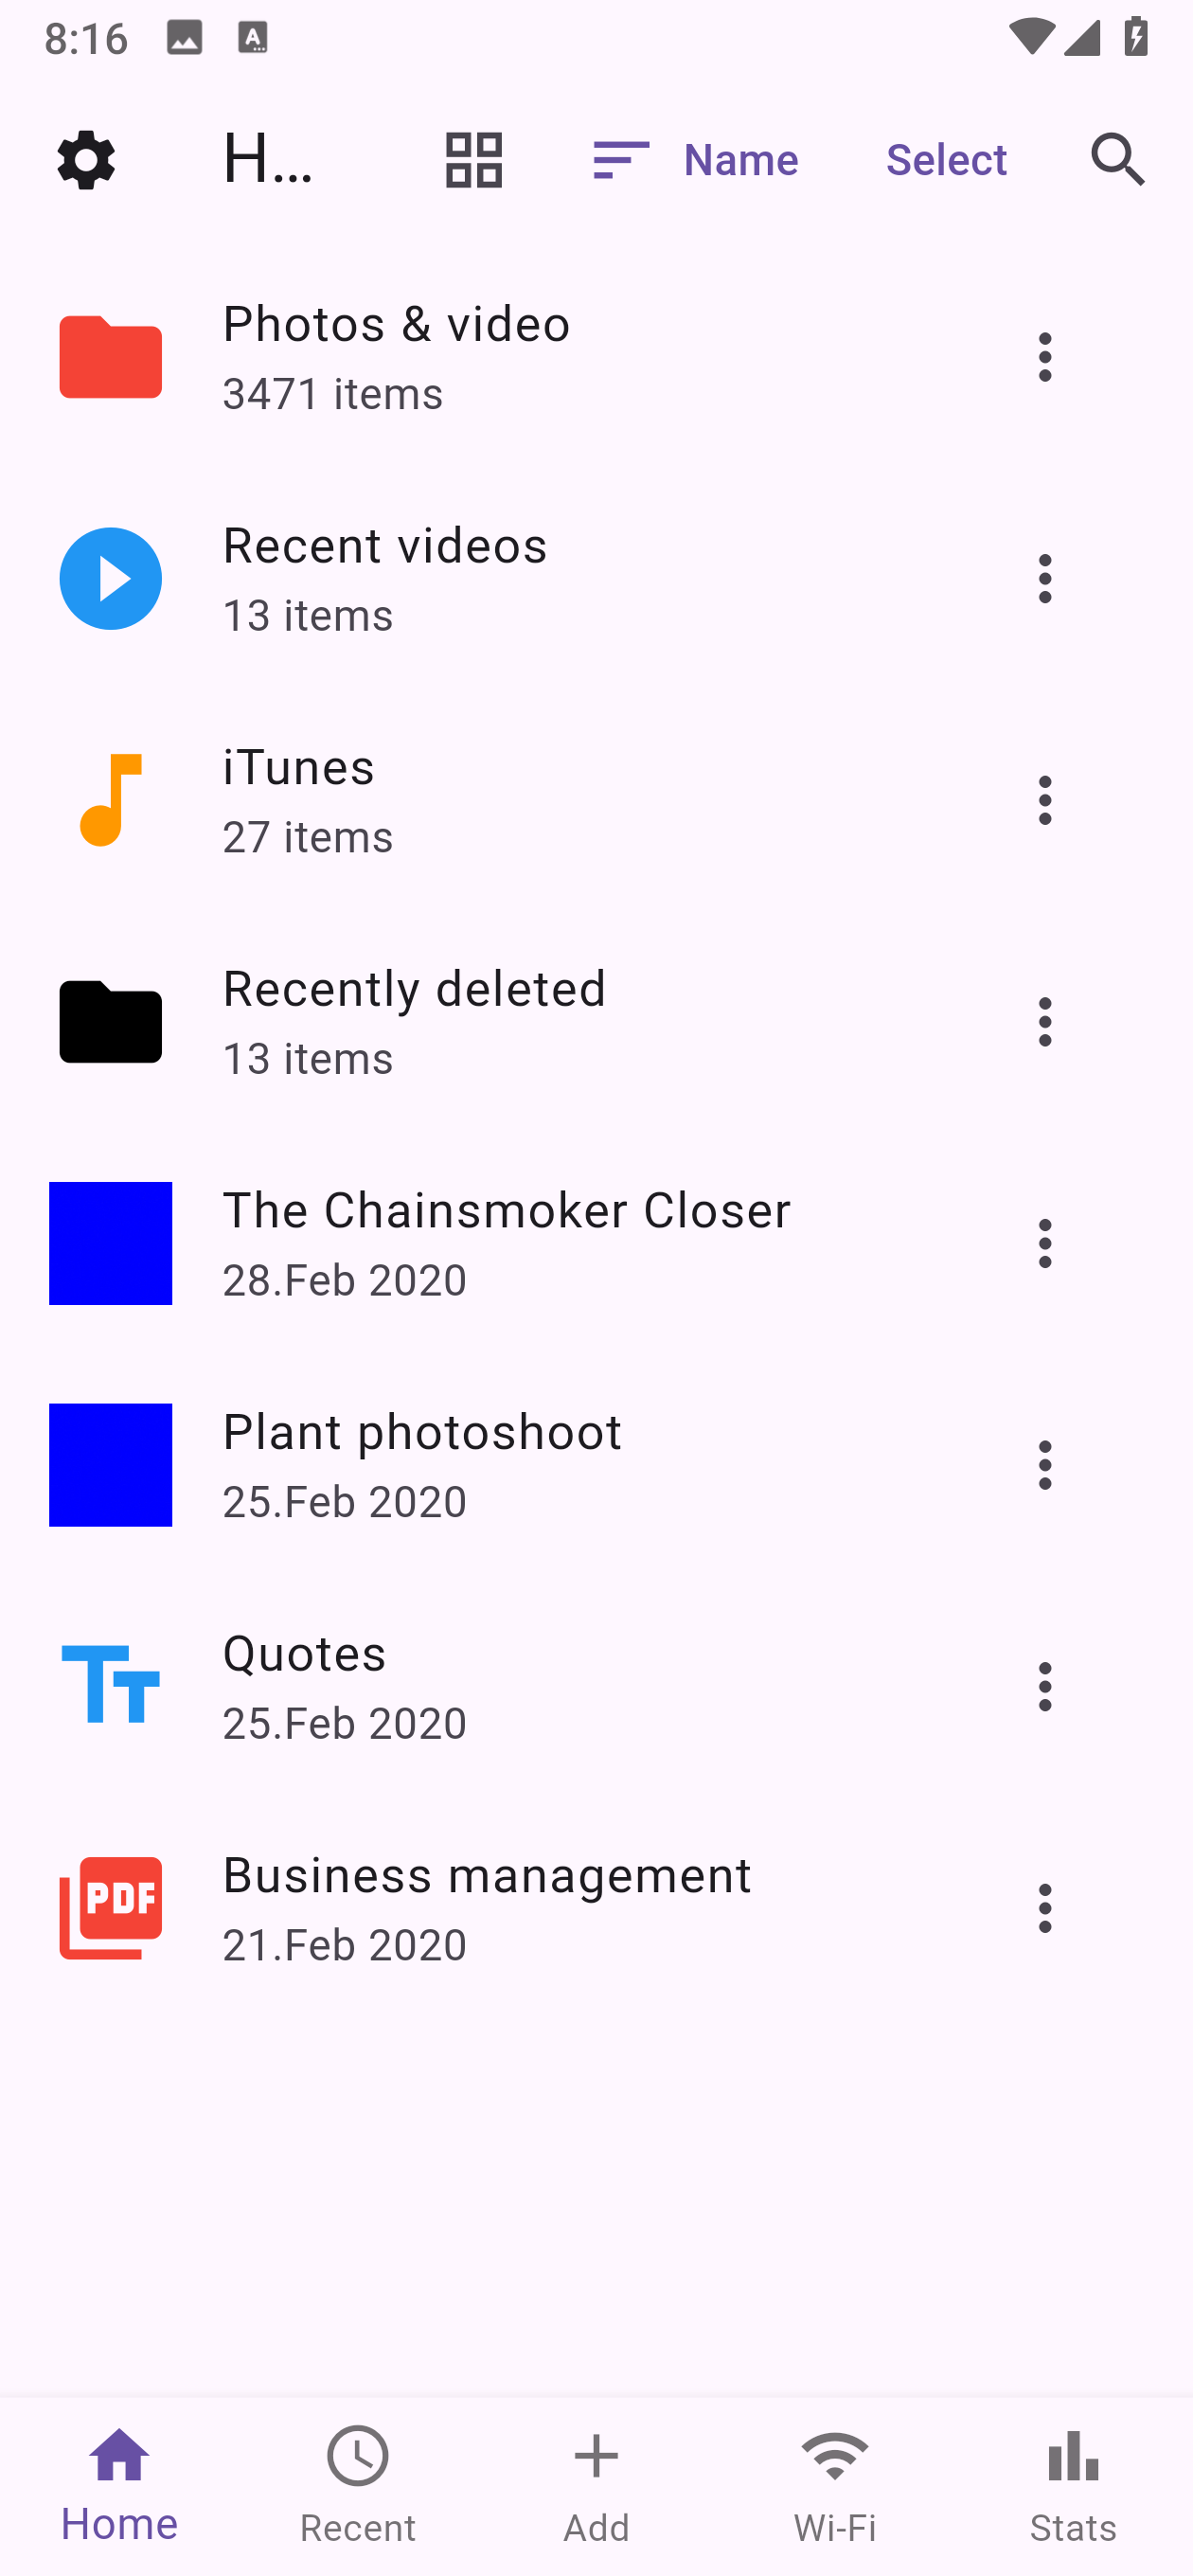 8:16
H...
Name
Select
Photos & video
3471 items
Recent videos
13 items
iTunes
27 items
Recently deleted
13 items
The Chainsmoker Closer
28.Feb 2020
Plant photoshoot
25.Feb 2020
Quotes
25.Feb 2020
PDF
Business management
21.Feb 2020
Home
Recent
Add
Wi-Fi
Stats